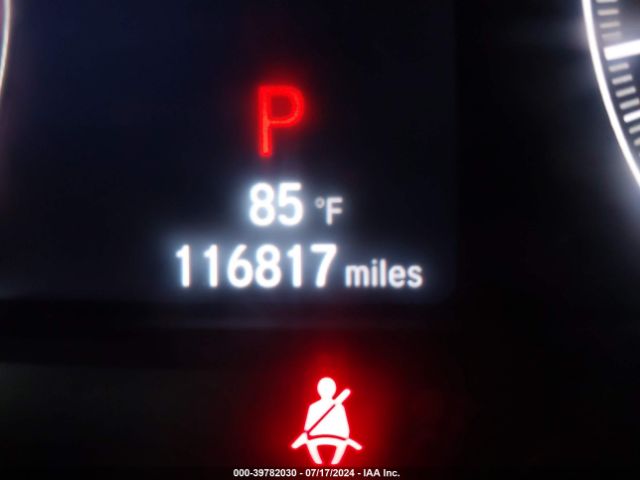 P
85 °F
116817 miles
000-39782030 - 07/17/2024 - IAA Inc.